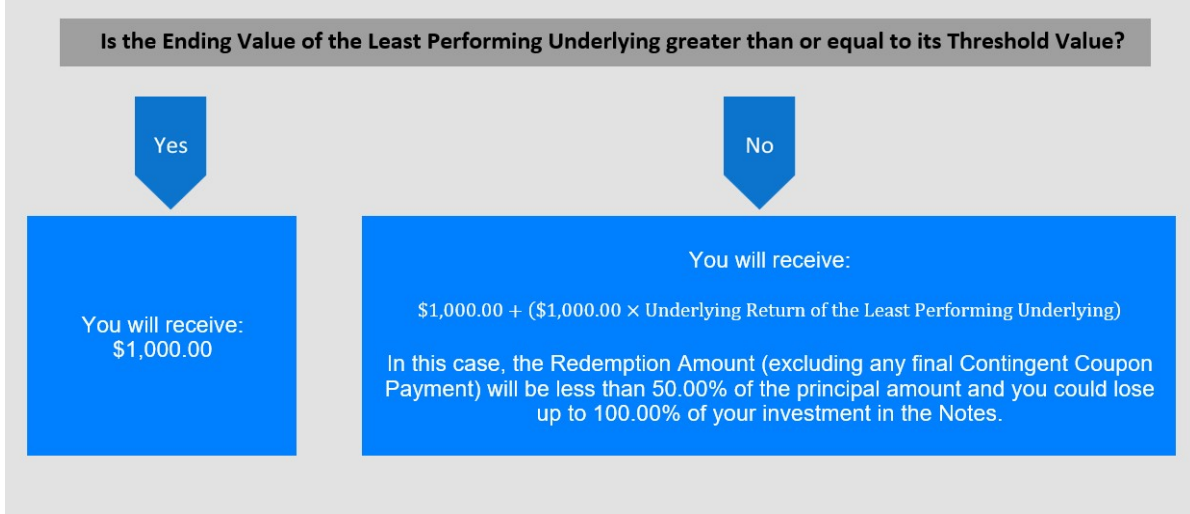 Is the Ending Value of the Least Performing Underlying greater than or equal to its Threshold Value?
Yes
No
You will receive:
$1,000.00
You will receive:
$1,000.00 + ($1,000.00 × Underlying Return of the Least Performing Underlying)
In this case, the Redemption Amount (excluding any final Contingent Coupon
Payment) will be less than 50.00% of the principal amount and you could lose
up to 100.00% of your investment in the Notes.